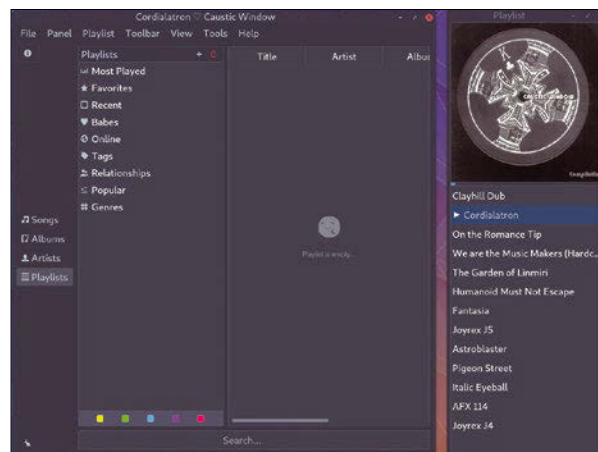 Cordialatron ♡ Caustic Window
File Panel Playlist Toolbar View Tools Help
Playlists
Title Artist Albu
Most Played
Favorites
Recent
Babes
Online
Tags
Relationships
Popular
Genres
Songs
Albums
Artists
Playlists
Playlist is empty...
Search...
Playlist
CAUSTIC WINDOW
Compilation
Clayhill Dub
Cordialatron
On the Romance Tip
We are the Music Makers (Hardc...
The Garden of Linmiri
Humanoid Must Not Escape
Fantasia
Joyrex J5
Astroblaster
Pigeon Street
Italic Eyeball
AFX 114
Joyrex J4